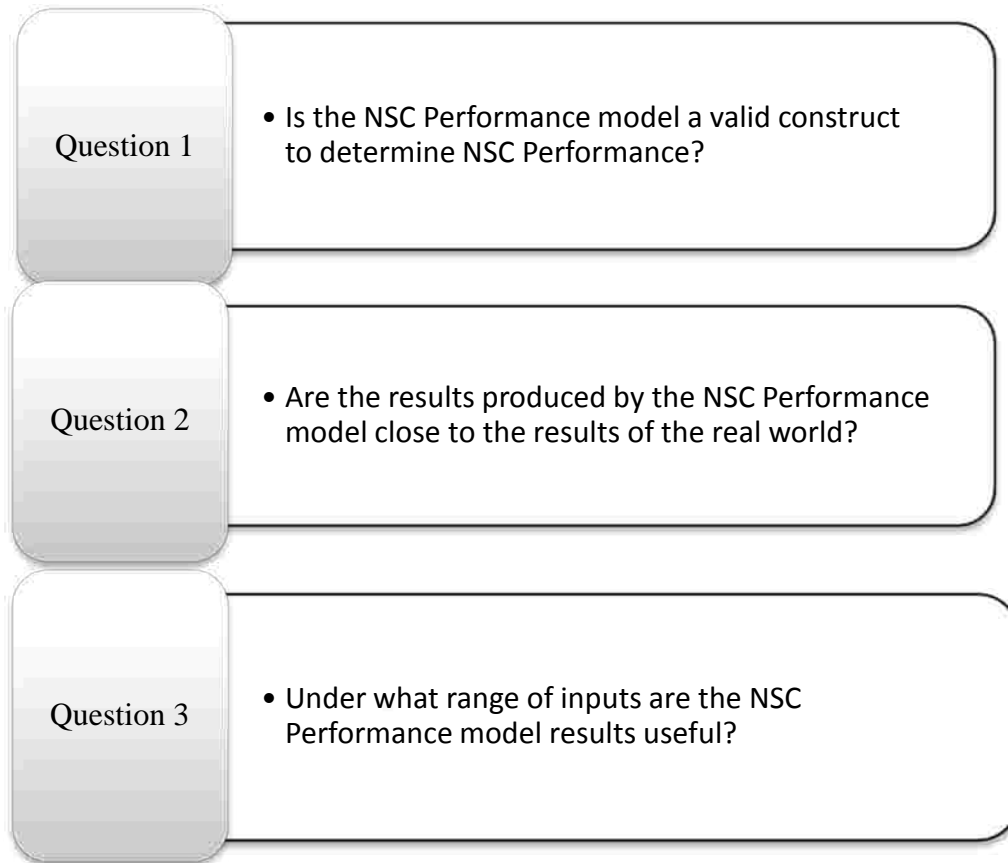 Question 1
• Is the NSC Performance model a valid construct
to determine NSC Performance?
Question 2
• Are the results produced by the NSC Performance
model close to the results of the real world?
Question 3
• Under what range of inputs are the NSC
Performance model results useful?